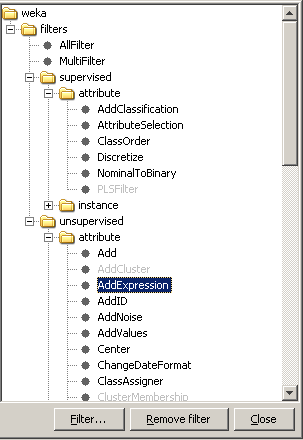 weka
filters
AllFilter
MultiFilter
supervised
attribute
AddClassification
AttributeSelection
ClassOrder
Discretize
NominalToBinary
PLSFilter
instance
unsupervised
attribute
Add
AddCluster
AddExpression
AddID
AddNoise
AddValues
Center
ChangeDateFormat
ClassAssigner
ClusterMembership
Filter... Remove filter Close